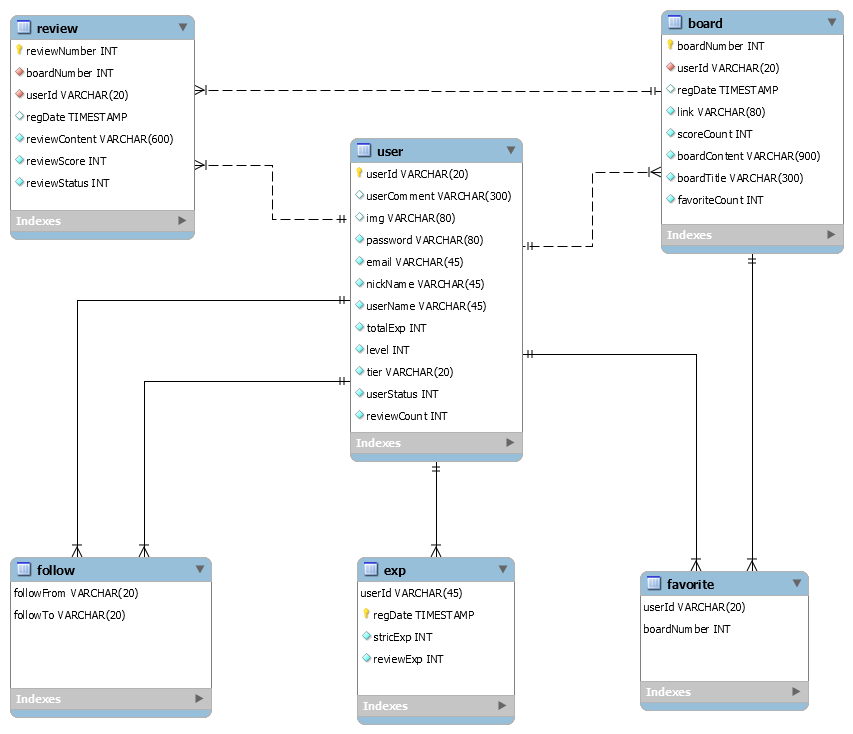 review
reviewNumber INT
boardNumber INT
userId VARCHAR(20)
regDate TIMESTAMP
reviewContent VARCHAR(600)
reviewScore INT
reviewStatus INT
Indexes
board
boardNumber INT
userId VARCHAR(20)
regDate TIMESTAMP
link VARCHAR(80)
scoreCount INT
boardContent VARCHAR(900)
boardTitle VARCHAR(300)
favoriteCount INT
Indexes
user
userId VARCHAR(20)
userComment VARCHAR(300)
img VARCHAR(80)
password VARCHAR(80)
email VARCHAR(45)
nickName VARCHAR(45)
userName VARCHAR(45)
totalExp INT
level INT
tier VARCHAR(20)
userStatus INT
reviewCount INT
Indexes
follow
followFrom VARCHAR(20)
followTo VARCHAR(20)
Indexes
exp
userId VARCHAR(45)
regDate TIMESTAMP
stricExp INT
reviewExp INT
Indexes
favorite
userId VARCHAR(20)
boardNumber INT
Indexes